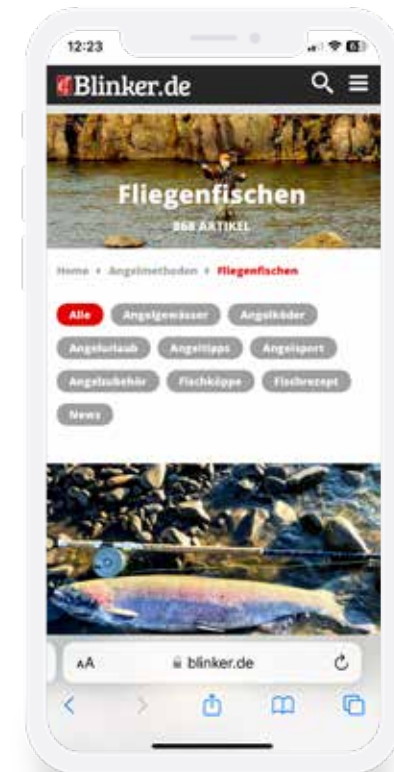 12:23
Blinker.de
Fliegenfischen
868 ARTIKEL
Home Angelmethoden Fliegenfischen
Alle Angelgewässer Angelköder
Angelurlaub Angeltipps Angelsport
Angelzubehör Fischköppe Fischrezept
News
AA blinker.de